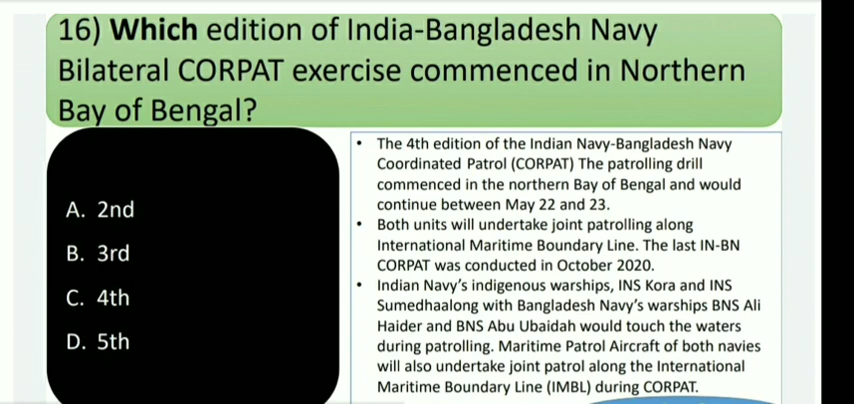 16) Which edition of India-Bangladesh Navy
Bilateral CORPAT exercise commenced in Northern
Bay of Bengal?
A. 2nd
B. 3rd
C. 4th
D. 5th
• The 4th edition of the Indian Navy-Bangladesh Navy
Coordinated Patrol (CORPAT) The patrolling drill
commenced in the northern Bay of Bengal and would
continue between May 22 and 23.
• Both units will undertake joint patrolling along
International Maritime Boundary Line. The last IN-BN
CORPAT was conducted in October 2020.
• Indian Navy’s indigenous warships, INS Kora and INS
Sumedhaalong with Bangladesh Navy’s warships BNS Ali
Haider and BNS Abu Ubaidah would touch the waters
during patrolling. Maritime Patrol Aircraft of both navies
will also undertake joint patrol along the International
Maritime Boundary Line (IMBL) during CORPAT.